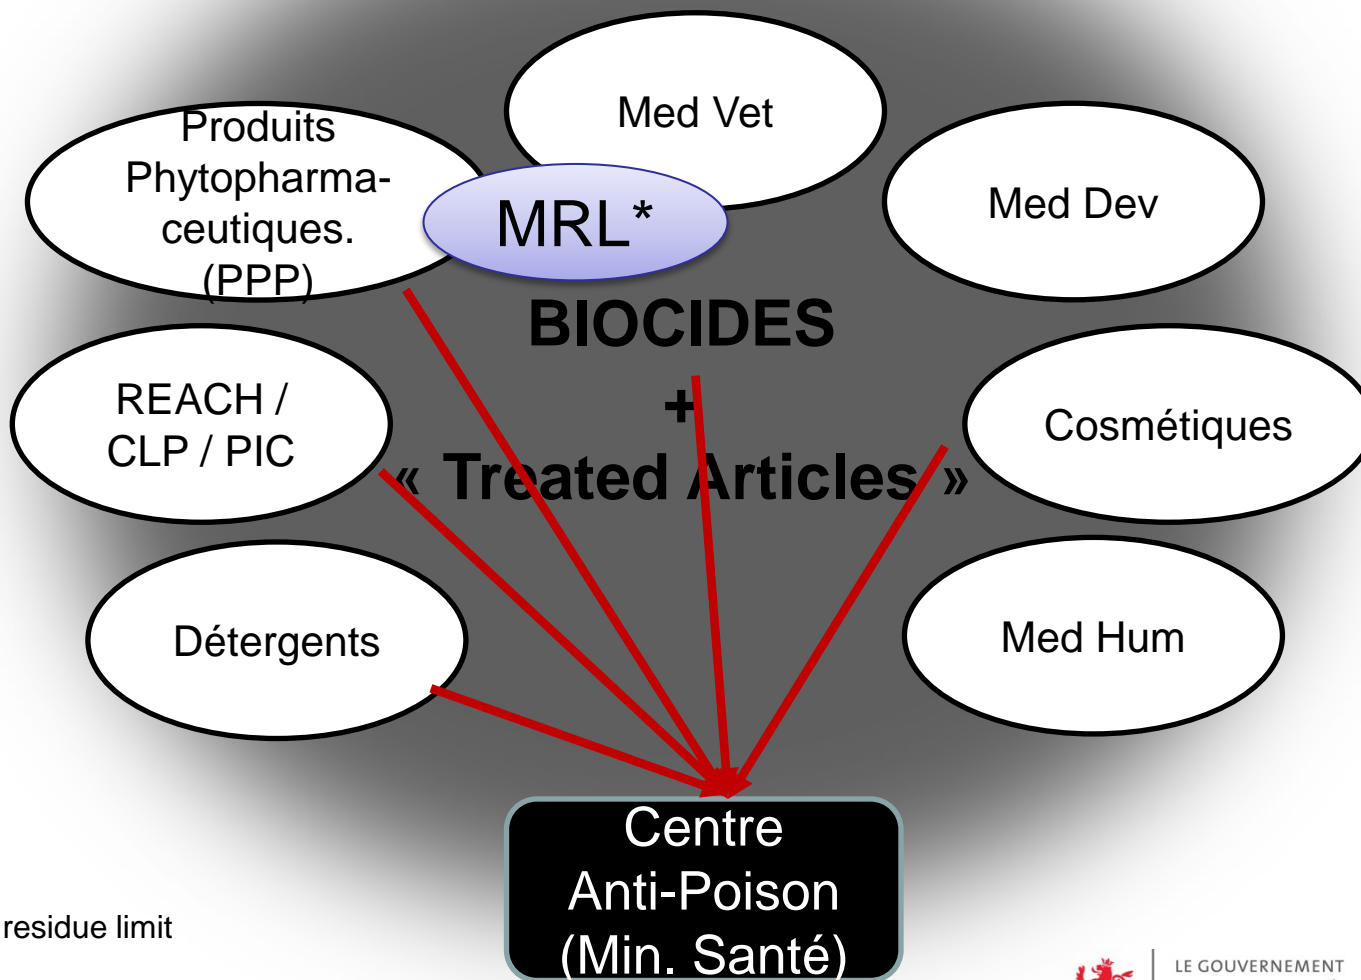 Med Vet
Produits
Phytopharma-
ceutiques.
(PPP)
MRL*
Med Dev
BIOCIDES
+
« Treated Articles »
REACH /
CLP / PIC
Cosmétiques
Détergents
Med Hum
Centre
Anti-Poison
(Min. Santé)
residue limit
LE GOUVERNEMENT